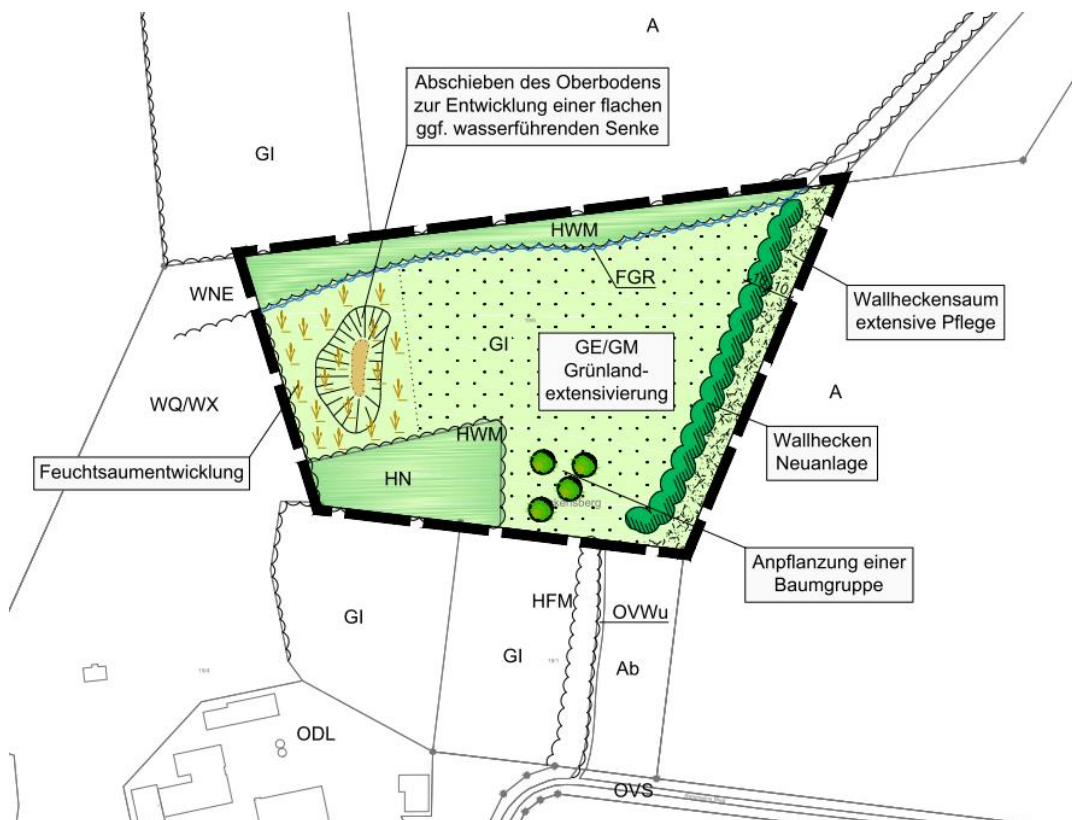 A
Abschieben des Oberbodens
zur Entwicklung einer flachen
ggf. wasserführenden Senke
GI
HWM
FGR
WNE
Wallheckensaum
extensive Pflege
GI
GE/GM
Grünland-
extensivierung
A
WQ/WX
HWM
Wallhecken
Neuanlage
Feuchtsaumentwicklung
HN
Anpflanzung einer
Baumgruppe
HFM
OVWu
GI
GI
Ab
ODL
OVS